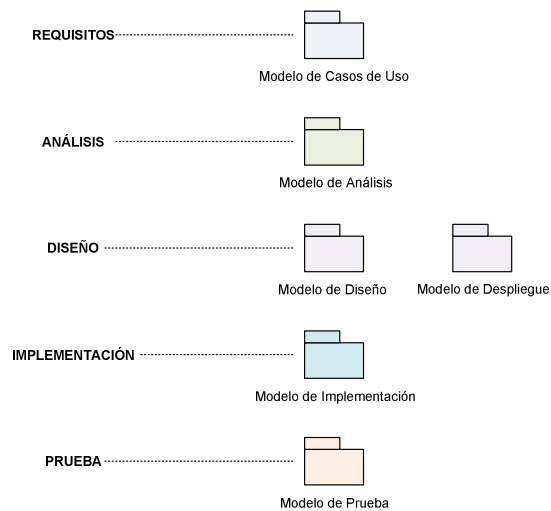 REQUISITOS
Modelo de Casos de Uso
ANÁLISIS
Modelo de Análisis
DISEÑO
Modelo de Diseño
Modelo de Despliegue
IMPLEMENTACIÓN
Modelo de Implementación
PRUEBA
Modelo de Prueba